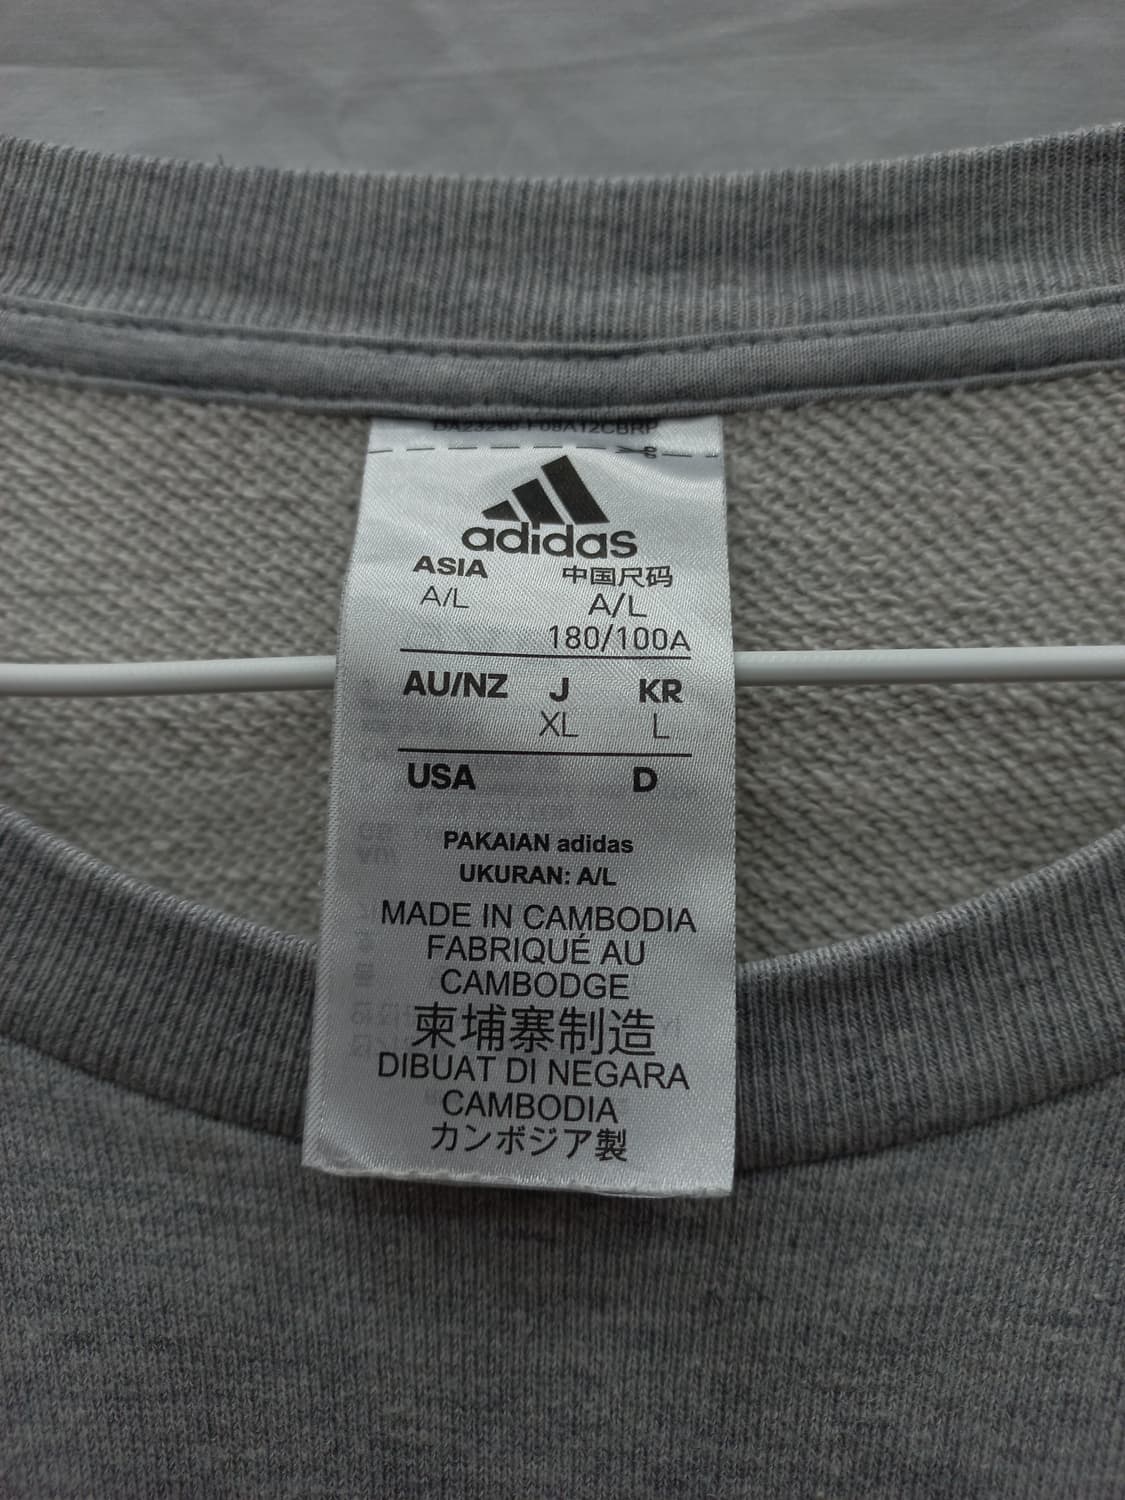 adidas
ASIA 中国尺码
A/L A/L
180/100A
AU/NZ J KR
XL L
USA D
PAKAIAN adidas
UKURAN: A/L
MADE IN CAMBODIA
FABRIQUÉ AU
CAMBODGE
柬埔寨制造
DIBUAT DI NEGARA
CAMBODIA
カンボジア製